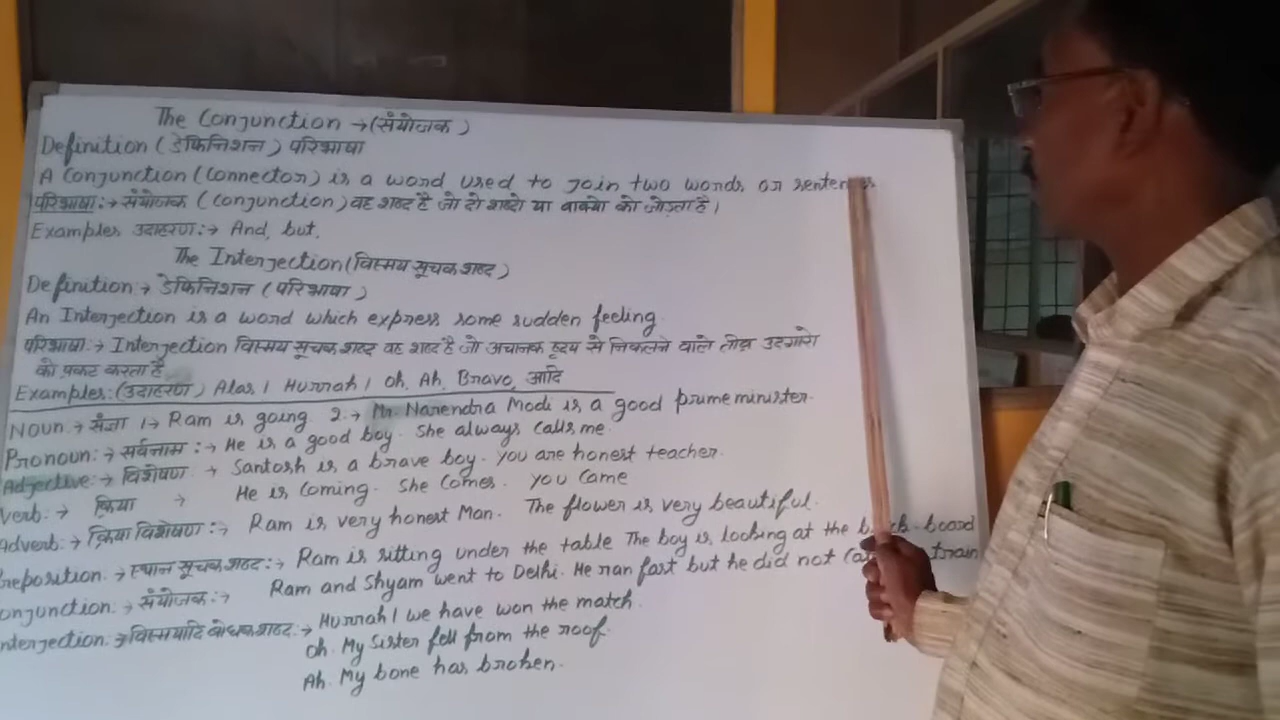 The Conjunction → (संयोजक)
Definition (डेफिनिशन) परिभाषा
A Conjunction (Connector) is a word used to join two words or
परिभाषा :→ संयोजक (Conjunction) वह शब्द है जो दो शब्दो या वाक्यो को जोड़ता है।
Examples उदाहरण :→ And, but,
The Interjection (विस्मय सूचक शब्द)
Definition :→ डेफिनिशन (परिभाषा)
An Interjection is a word which express some sudden feeling
परिभाषा :→ Interjection विस्मय सूचक शब्द वह शब्द है जो अचानक हृदय से निकलने वाले तीव्र उदगारो
को प्रकट करता है
Examples: (उदाहरण) Alas! Hurrah! Oh, Ah, Bravo, आदि
Noun :→ संज्ञा 1→ Ram is going 2→ Mr. Narendra Modi is a good prime minister.
Pronoun :→ सर्वनाम :→ He is a good boy. She always calls me.
Adjective :→ विशेषण → Santosh is a brave boy. you are honest teacher.
Verb :→ क्रिया → He is Coming. She Comes. you Came
Adverb :→ क्रिया विशेषण :→ Ram is very honest Man. The flower is very beautiful.
reposition :→ स्थान सूचक शब्द :→ Ram is sitting under the table The boy is looking at the board
onjunction :→ संयोजक :→ Ram and Shyam went to Delhi. He ran fast but he did not train
nterjection :→ विस्मयादि बोधक शब्द :→ Hurrah! we have won the match.
Oh. My Sister fell from the roof.
Ah. My bone has broken.